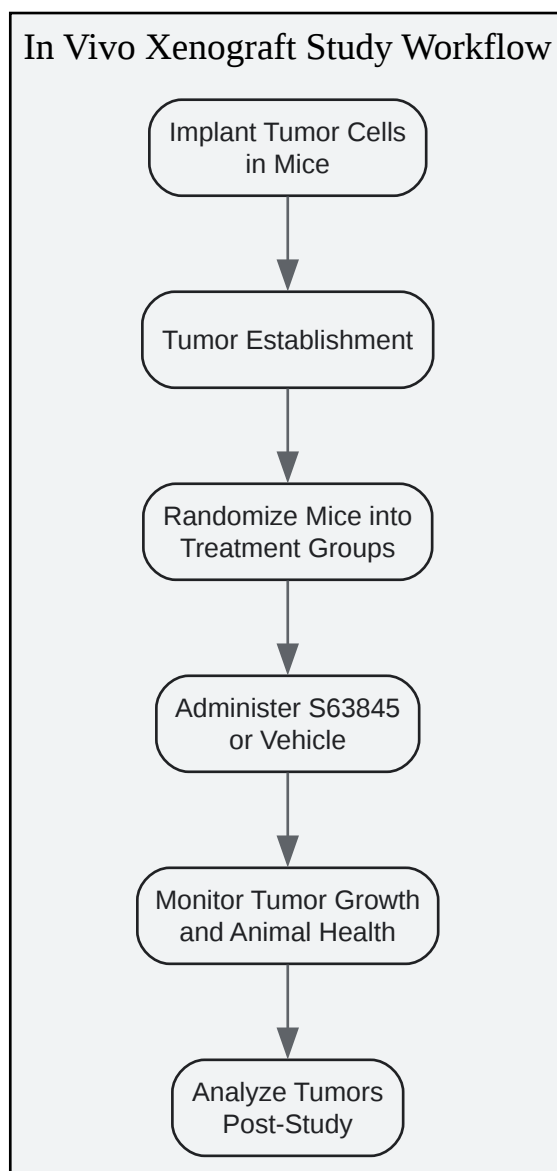 In Vivo Xenograft Study Workflow
Implant Tumor Cells
in Mice
Tumor Establishment
Randomize Mice into
Treatment Groups
Administer S63845
or Vehicle
Monitor Tumor Growth
and Animal Health
Analyze Tumors
Post-Study